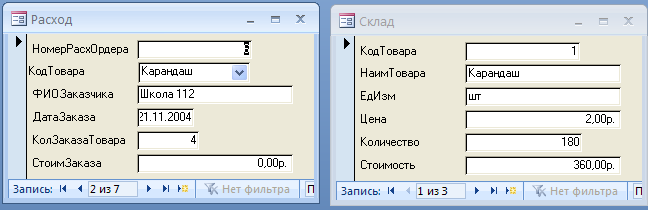 Расход
НомерРасхОрдера
КодТовара Карандаш
ФИОЗаказчика Школа 112
ДатаЗаказа 21.11.2004
КолЗаказаТовара 4
СтоимЗаказа 0,00р.
Запись: 2 из 7 Нет фильтра П
Склад
КодТовара 1
НаимТовара Карандаш
ЕдИзм шт
Цена 2,00р.
Количество 180
Стоимость 360,00р.
Запись: 1 из 3 Нет фильтра П